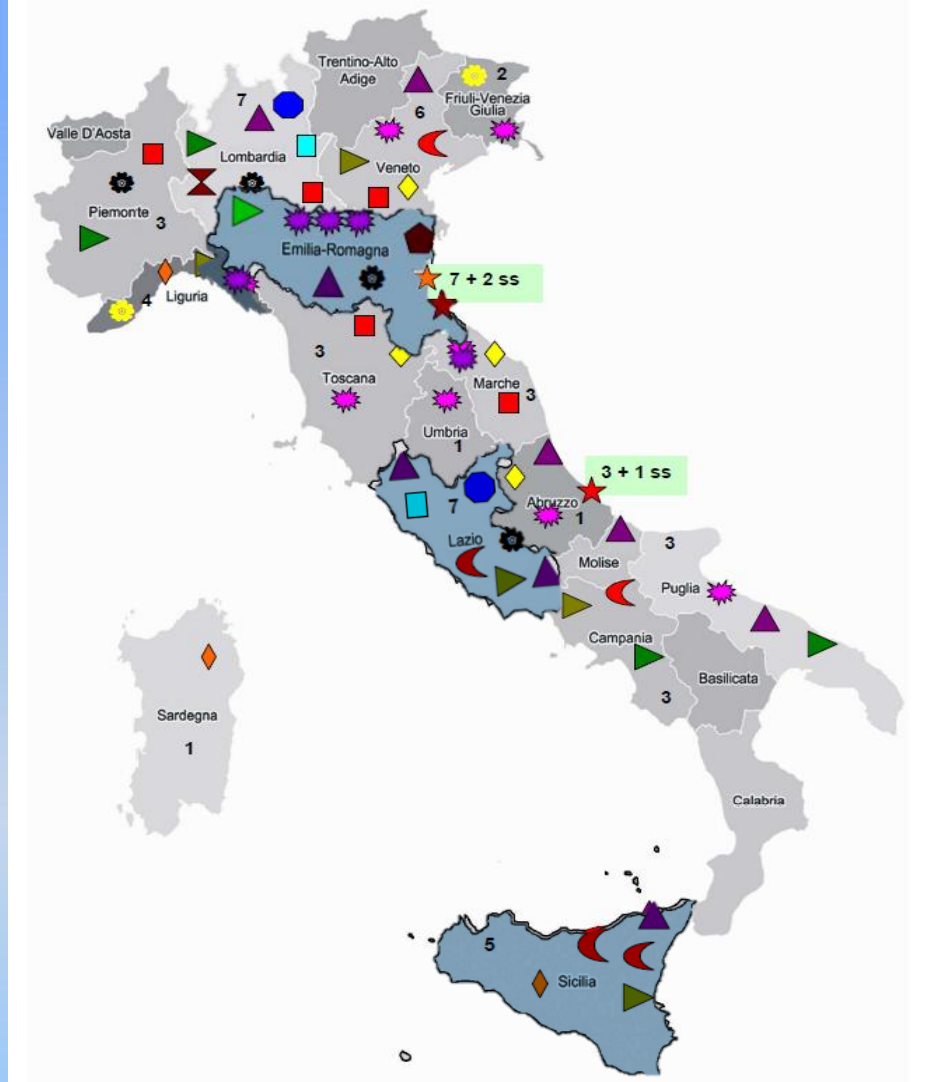 Trentino-Alto
Adige
2
Friuli-Venezia
Giulia
7
6
Valle D'Aosta
Lombardia
Veneto
Piemonte
3
Emilia-Romagna
7 + 2 ss
4
Liguria
3
Toscana
Marche
3
Umbria
1
3 + 1 ss
7
Abruzzo
1
Lazio
3
Molise
Puglia
Campania
Basilicata
3
Sardegna
1
Calabria
5
Sicilia